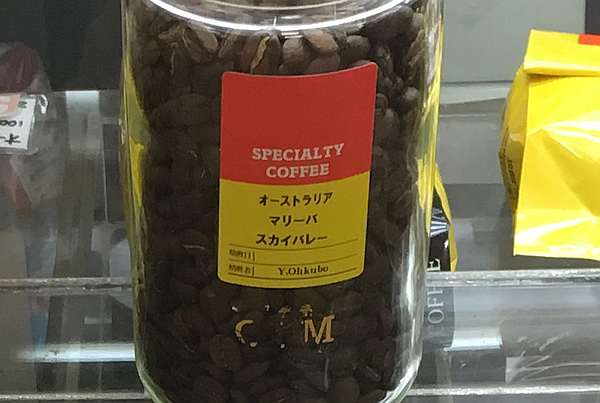 SPECIALTY
COFFEE
オーストラリア
マリーバ
スカイバレー
焙煎日
焙煎者 Y.Ohkubo
C M